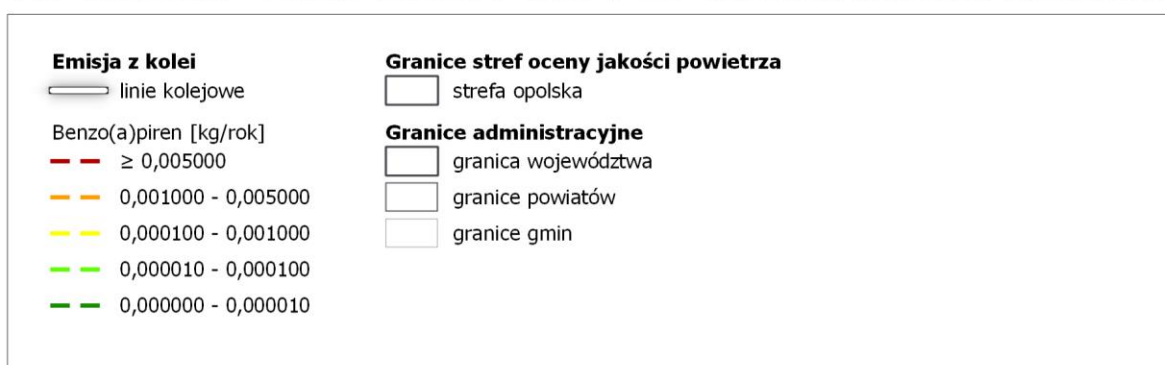 Emisja z kolei
linie kolejowe
Benzo(a)piren [kg/rok]
≥ 0,005000
0,001000 - 0,005000
0,000100 - 0,001000
0,000010 - 0,000100
0,000000 - 0,000010
Granice stref oceny jakości powietrza
strefa opolska
Granice administracyjne
granica województwa
granice powiatów
granice gmin